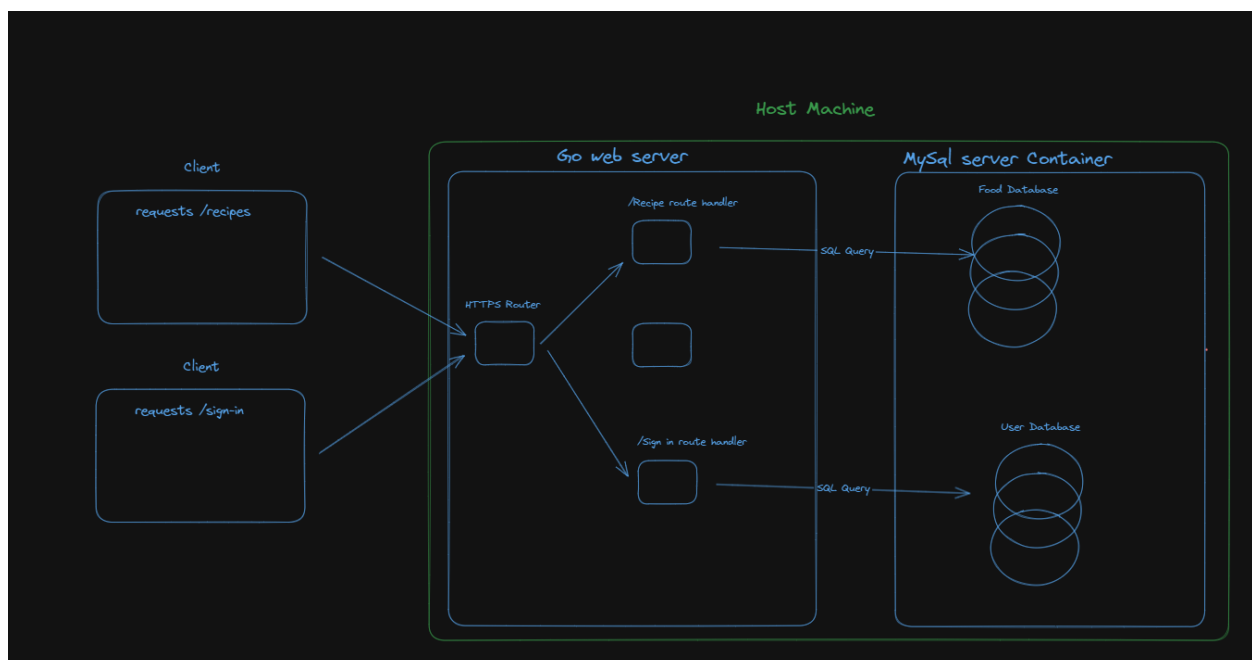 Host Machine
Client
requests /recipes
Client
requests /sign-in
Go web server
HTTPS Router
/Recipe route handler
/Sign in route handler
SQL Query
SQL Query
MySql server Container
Food Database
User Database